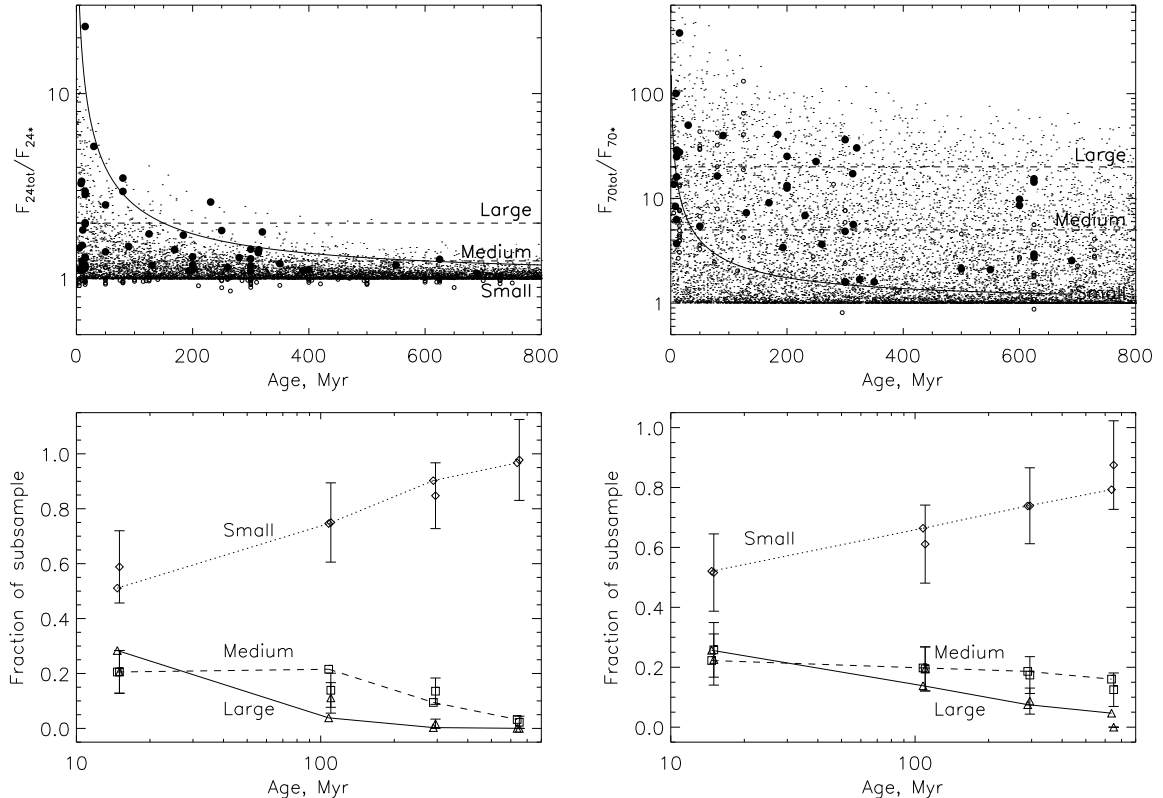 F24tot/F24*
10
1
Large
Medium
Small
0 200 400 600 800
Age, Myr
F70tot/F70*
100
10
1
Large
Medium
Small
0 200 400 600 800
Age, Myr
Fraction of subsample
1.0
0.8
0.6
0.4
0.2
0.0
Small
Medium
Large
10 100
Age, Myr
Fraction of subsample
1.0
0.8
0.6
0.4
0.2
0.0
Small
Medium
Large
10 100
Age, Myr